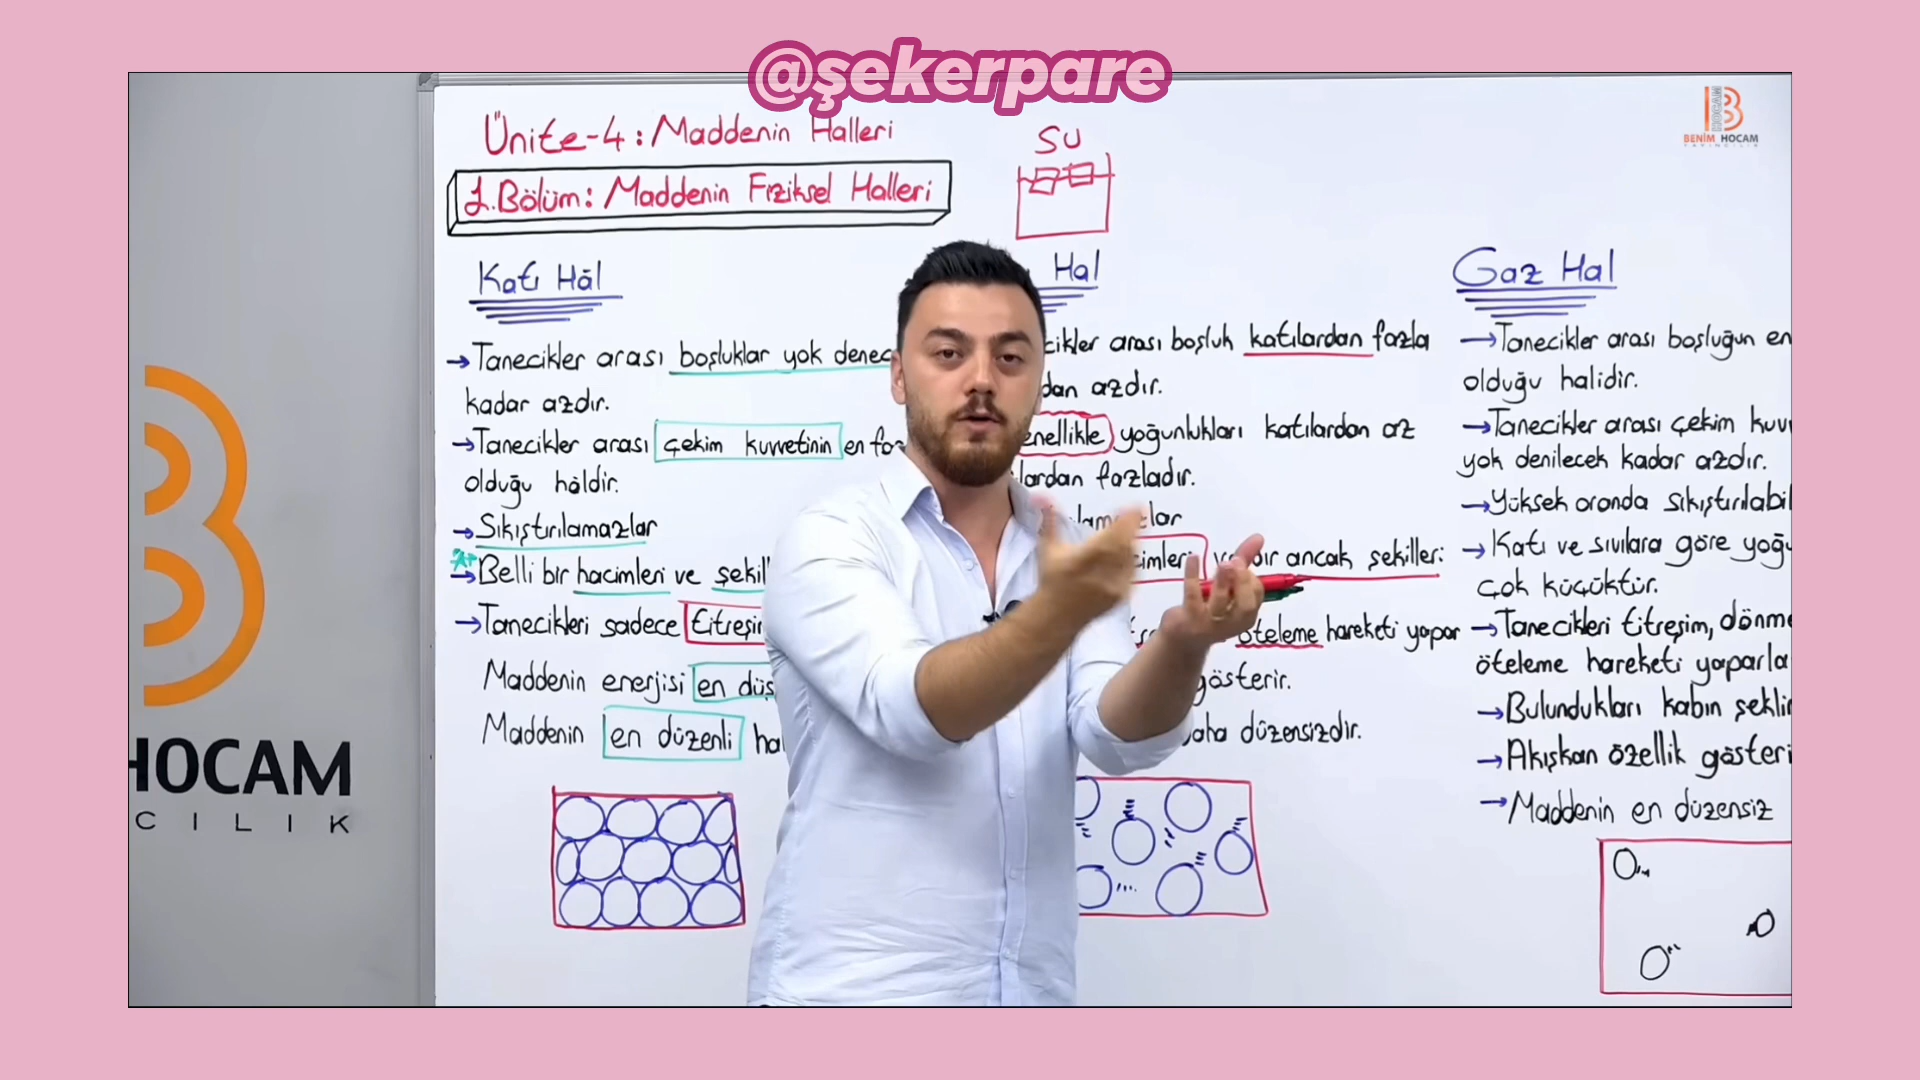 @şekerpare
BENİM HOCAM
YAYINCILIK
Ünite-4: Maddenin Halleri
SU
1.Bölüm: Maddenin Fiziksel Halleri
Katı Hâl
→Tanecikler arası boşluklar yok denec
kadar azdır.
→Tanecikler arası çekim kuvvetinin en faz
olduğu hâldir.
→Sıkıştırılamazlar
→Belli bir hacimleri ve şekil
→Tanecikleri sadece titreşim
Maddenin enerjisi en düş
Maddenin en düzenli ha
Hal
cikler arası boşluk katılardan fazla
dan azdır.
enellikle yoğunlukları katılardan az
lardan fazladır.
lamazlar
cimleri bir ancak şekiller:
öteleme hareketi yapar
gösterir.
daha düzensizdir.
Gaz Hal
→Tanecikler arası boşluğun en
olduğu halidir.
→Tanecikler arası çekim kuvv
yok denilecek kadar azdır.
→Yüksek oranda sıkıştırılabil
→Katı ve sıvılara göre yoğu
çok küçüktür.
→Tanecikleri titreşim, dönme
öteleme hareketi yaparla
→Bulundukları kabın şeklin
→Akışkan özellik gösteri
→Maddenin en düzensiz
HOCAM
CILIK